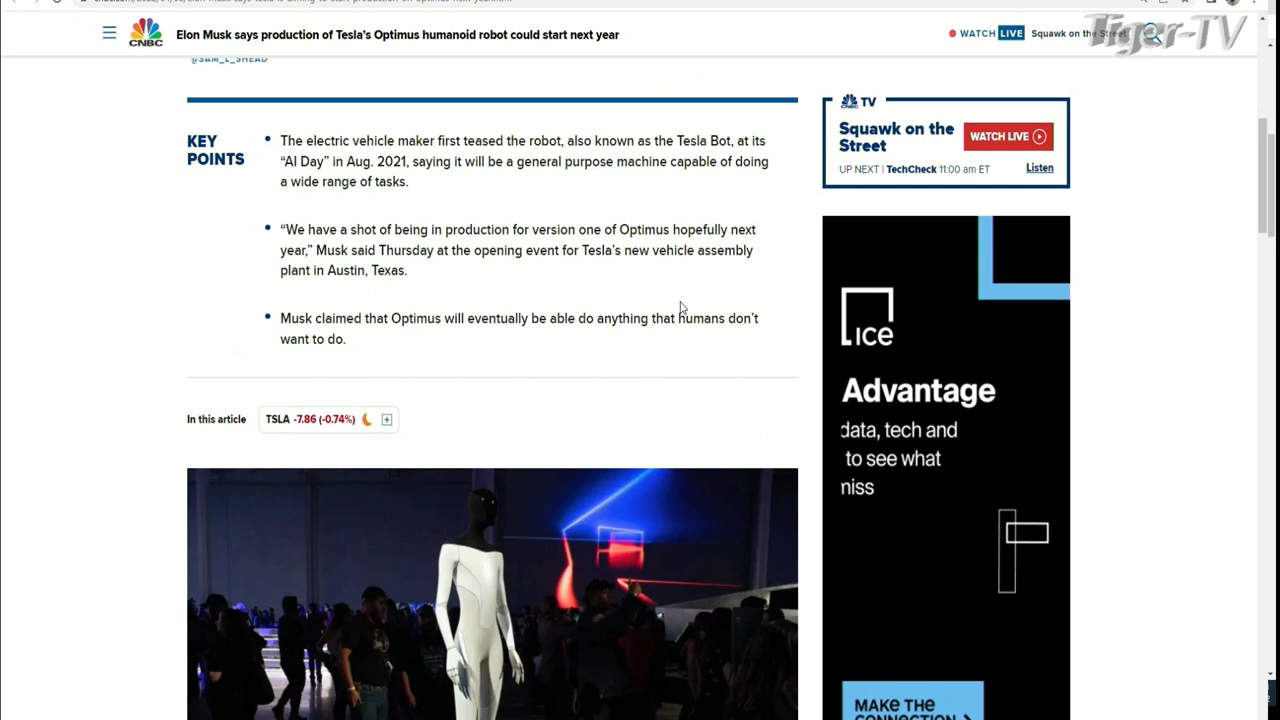 Elon Musk says production of Tesla's Optimus humanoid robot could start next year
WATCH LIVE
Squawk on the Street
Tiger-TV
CNBC
@SAM_L_SHEAD
KEY
POINTS
• The electric vehicle maker first teased the robot, also known as the Tesla Bot, at its
“AI Day” in Aug. 2021, saying it will be a general purpose machine capable of doing
a wide range of tasks.
• “We have a shot of being in production for version one of Optimus hopefully next
year,” Musk said Thursday at the opening event for Tesla's new vehicle assembly
plant in Austin, Texas.
• Musk claimed that Optimus will eventually be able do anything that humans don't
want to do.
In this article
TSLA -7.86 (-0.74%)
TV
Squawk on the
Street
WATCH LIVE
UP NEXT | TechCheck 11:00 am ET
Listen
ICE
Advantage
data, tech and
to see what
miss
MAKE THE
CONNECTION